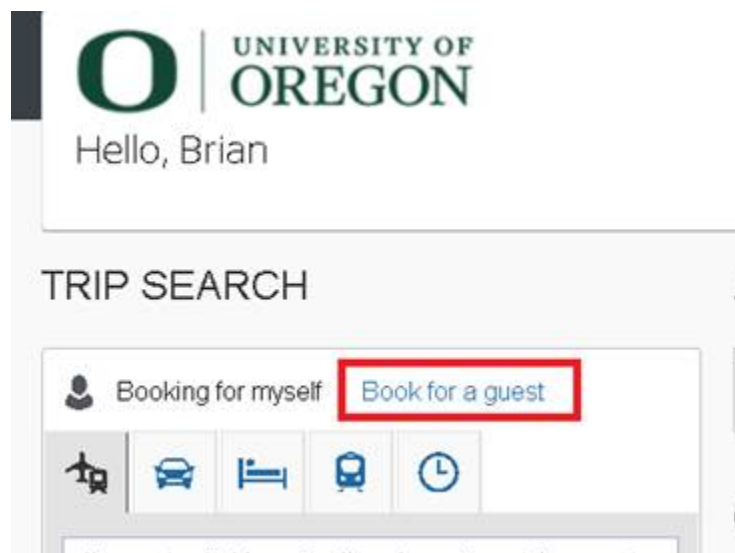 O
UNIVERSITY OF
OREGON
Hello, Brian
TRIP SEARCH
Booking for myself Book for a guest